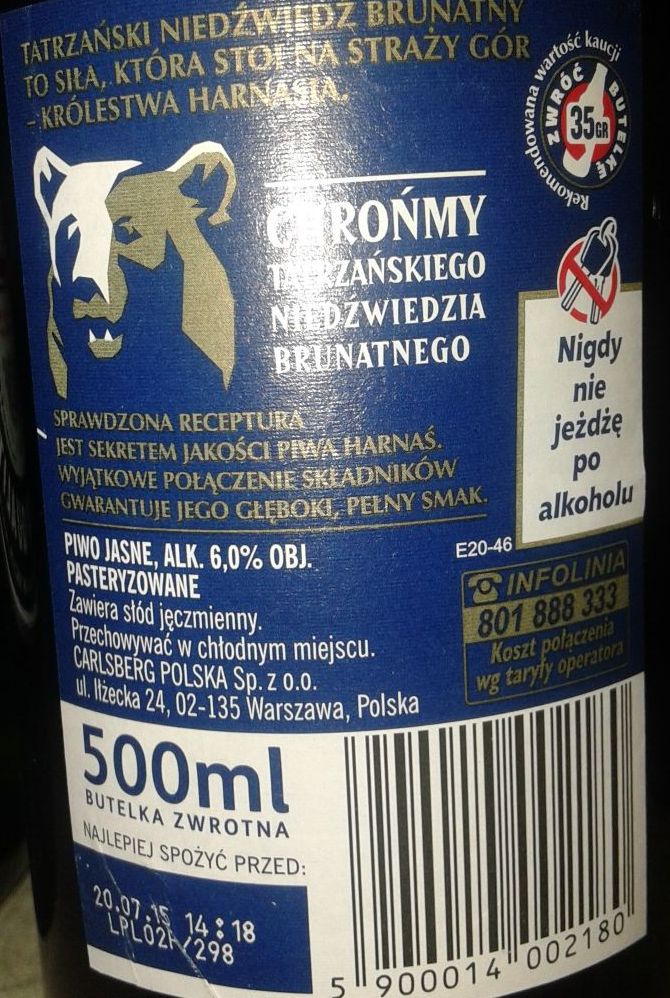 TATRZAŃSKI NIEDŹWIEDŹ BRUNATNY
TO SIŁA, KTÓRA STOI NA STRAŻY GÓR
– KRÓLESTWA HARNASIA.
Rekomendowana wartość kaucji
ZWRÓĆ BUTELKĘ
35GR
CHROŃMY
TATRZAŃSKIEGO
NIEDŹWIEDZIA
BRUNATNEGO
Nigdy
nie
jeżdżę
po
alkoholu
SPRAWDZONA RECEPTURA
JEST SEKRETEM JAKOŚCI PIWA HARNAŚ.
WYJĄTKOWE POŁĄCZENIE SKŁADNIKÓW
GWARANTUJE JEGO GŁĘBOKI, PEŁNY SMAK.
PIWO JASNE, ALK. 6,0% OBJ.
PASTERYZOWANE
Zawiera słód jęczmienny.
Przechowywać w chłodnym miejscu.
CARLSBERG POLSKA Sp. z o.o.
ul. Iłżecka 24, 02-135 Warszawa, Polska
E20-46
INFOLINIA
801 888 333
Koszt połączenia
wg taryfy operatora
500ml
BUTELKA ZWROTNA
NAJLEPIEJ SPOŻYĆ PRZED:
20.07.15 14:18
5 900014 002180